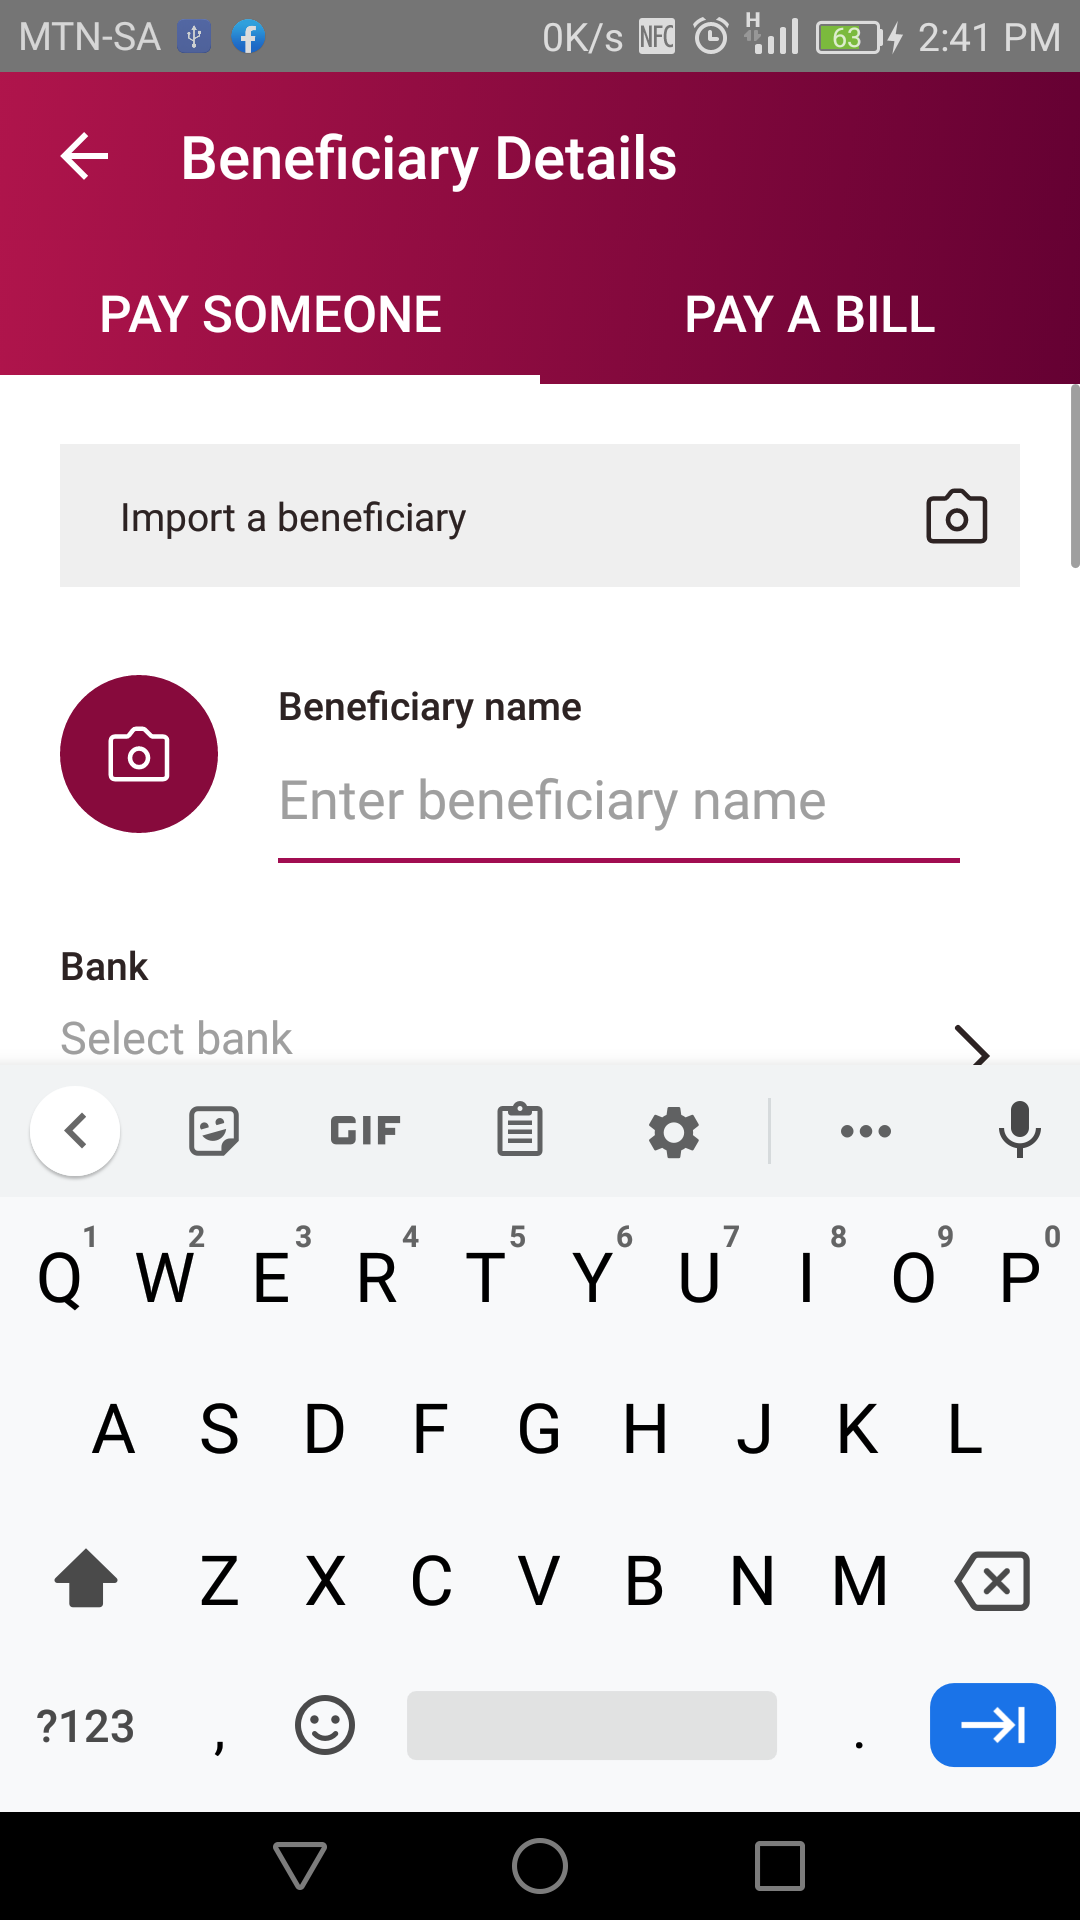 MTN-SA 0K/s NFC H 63 2:41 PM
Beneficiary Details
PAY SOMEONE PAY A BILL
Import a beneficiary
Beneficiary name
Enter beneficiary name
Bank
Select bank
GIF
1 2 3 4 5 6 7 8 9 0
Q W E R T Y U I O P
A S D F G H J K L
Z X C V B N M
?123 , .